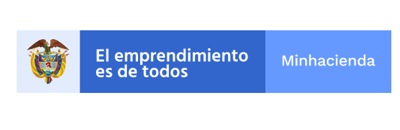 El emprendimiento
es de todos
Minhacienda